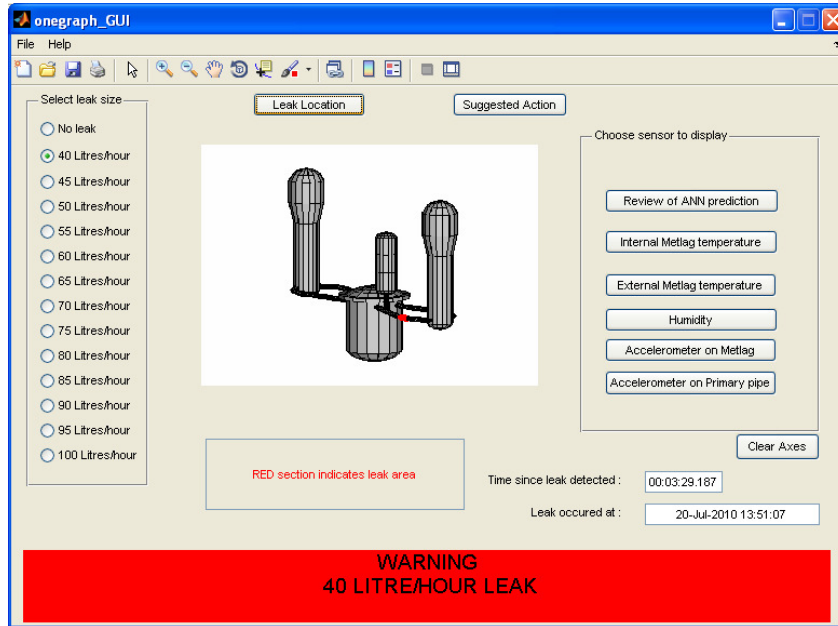 onegraph_GUI
File Help
Select leak size
No leak
40 Litres/hour
45 Litres/hour
50 Litres/hour
55 Litres/hour
60 Litres/hour
65 Litres/hour
70 Litres/hour
75 Litres/hour
80 Litres/hour
85 Litres/hour
90 Litres/hour
95 Litres/hour
100 Litres/hour
Leak Location
Suggested Action
Choose sensor to display
Review of ANN prediction
Internal Metlag temperature
External Metlag temperature
Humidity
Accelerometer on Metlag
Accelerometer on Primary pipe
Clear Axes
RED section indicates leak area
Time since leak detected : 00:03:29.187
Leak occured at : 20-Jul-2010 13:51:07
WARNING
40 LITRE/HOUR LEAK